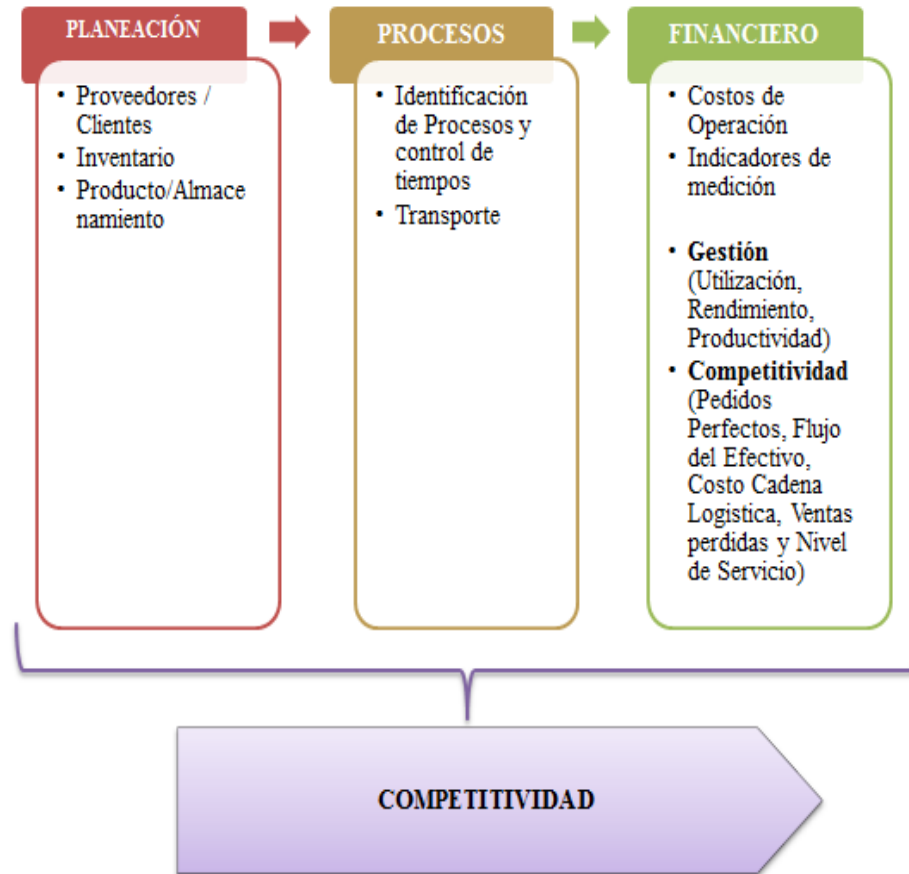 PLANEACIÓN
• Proveedores /
Clientes
• Inventario
• Producto/Almace
namiento
PROCESOS
• Identificación
de Procesos y
control de
tiempos
• Transporte
FINANCIERO
• Costos de
Operación
• Indicadores de
medición
• Gestión
(Utilización,
Rendimiento,
Productividad)
• Competitividad
(Pedidos
Perfectos, Flujo
del Efectivo,
Costo Cadena
Logistica, Ventas
perdidas y Nivel
de Servicio)
COMPETITIVIDAD